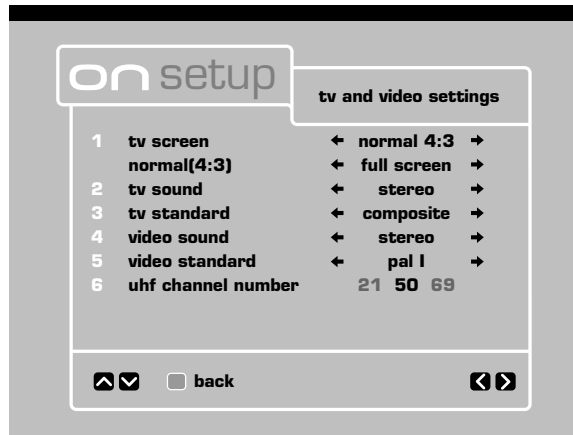 on setup
tv and video settings
1 tv screen ← normal 4:3 →
normal(4:3) ← full screen →
2 tv sound ← stereo →
3 tv standard ← composite →
4 video sound ← stereo →
5 video standard ← pal I →
6 uhf channel number 21 50 69
back